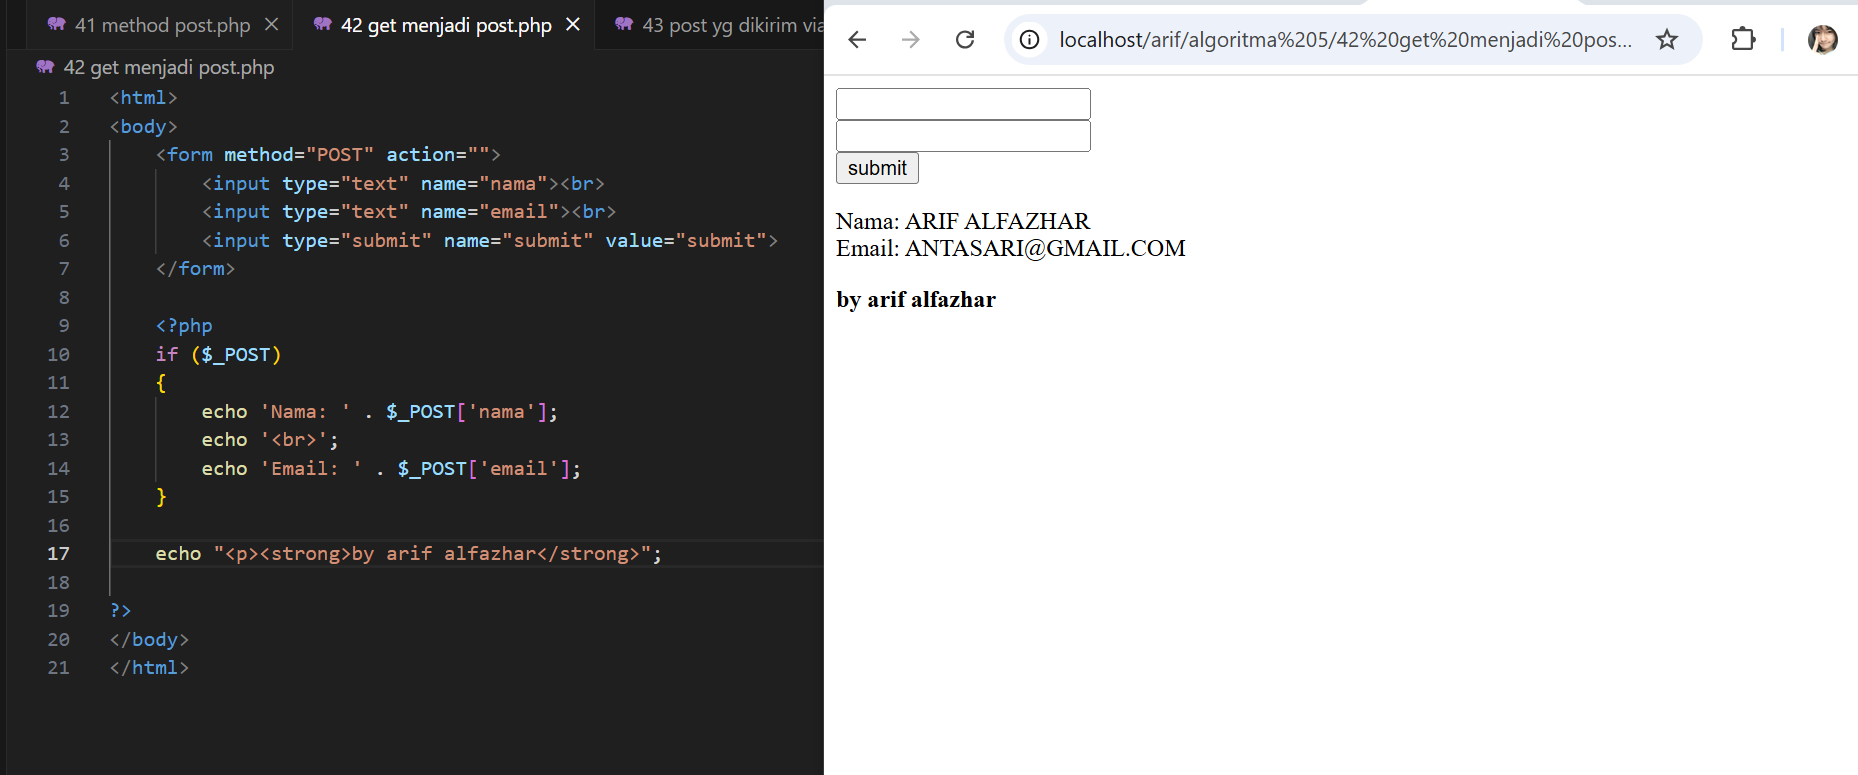 41 method post.php
42 get menjadi post.php
43 post yg dikirim via
42 get menjadi post.php
1 <html>
2 <body>
3 <form method="POST" action="">
4 <input type="text" name="nama"><br>
5 <input type="text" name="email"><br>
6 <input type="submit" name="submit" value="submit">
7 </form>
8
9 <?php
10 if ($_POST)
11 {
12 echo 'Nama: ' . $_POST['nama'];
13 echo '<br>';
14 echo 'Email: ' . $_POST['email'];
15 }
16
17 echo "<p><strong>by arif alfazhar</strong>";
18
19 ?>
20 </body>
21 </html>
localhost/arif/algoritma%205/42%20get%20menjadi%20pos...
submit
Nama: ARIF ALFAZHAR
Email: ANTASARI@GMAIL.COM
by arif alfazhar